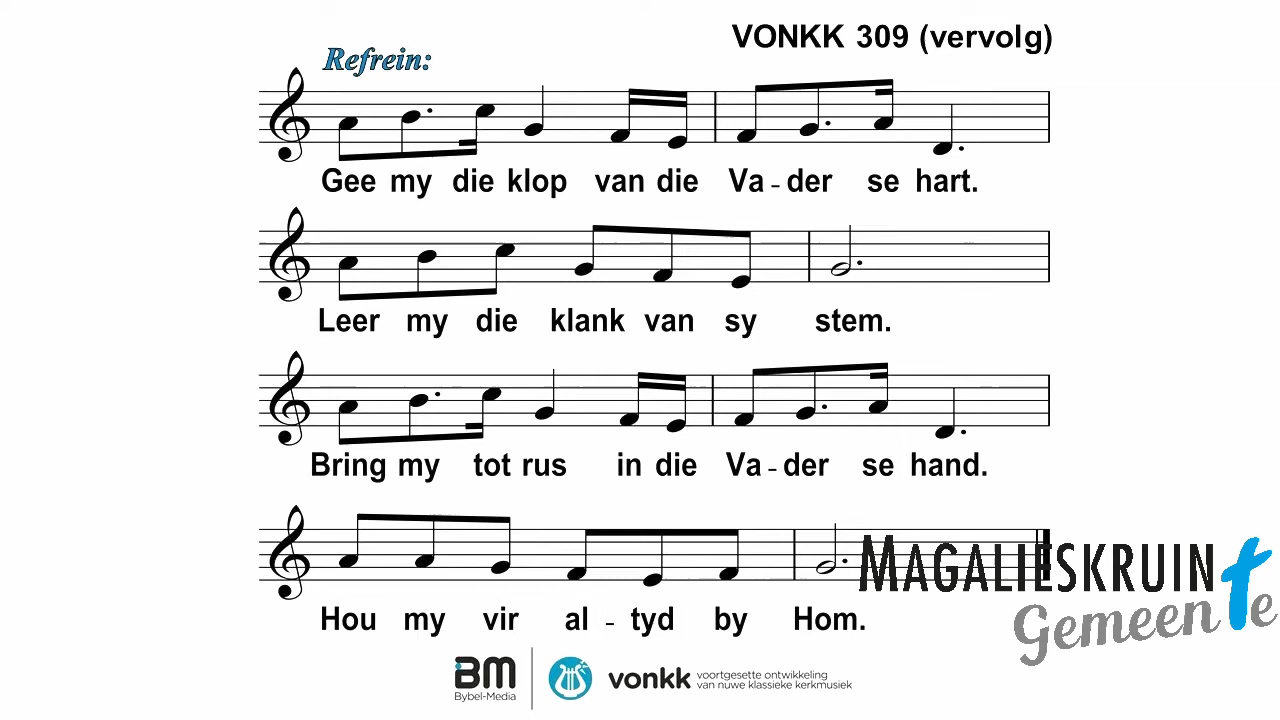 VONKK 309 (vervolg)
Refrein:
Gee my die klop van die Va - der se hart.
Leer my die klank van sy stem.
Bring my tot rus in die Va - der se hand.
Hou my vir al - tyd by Hom.
MAGALIESKRUIN
Gemeente
BM
Bybel-Media
vonkk
voortgesette ontwikkeling
van nuwe klassieke kerkmusiek